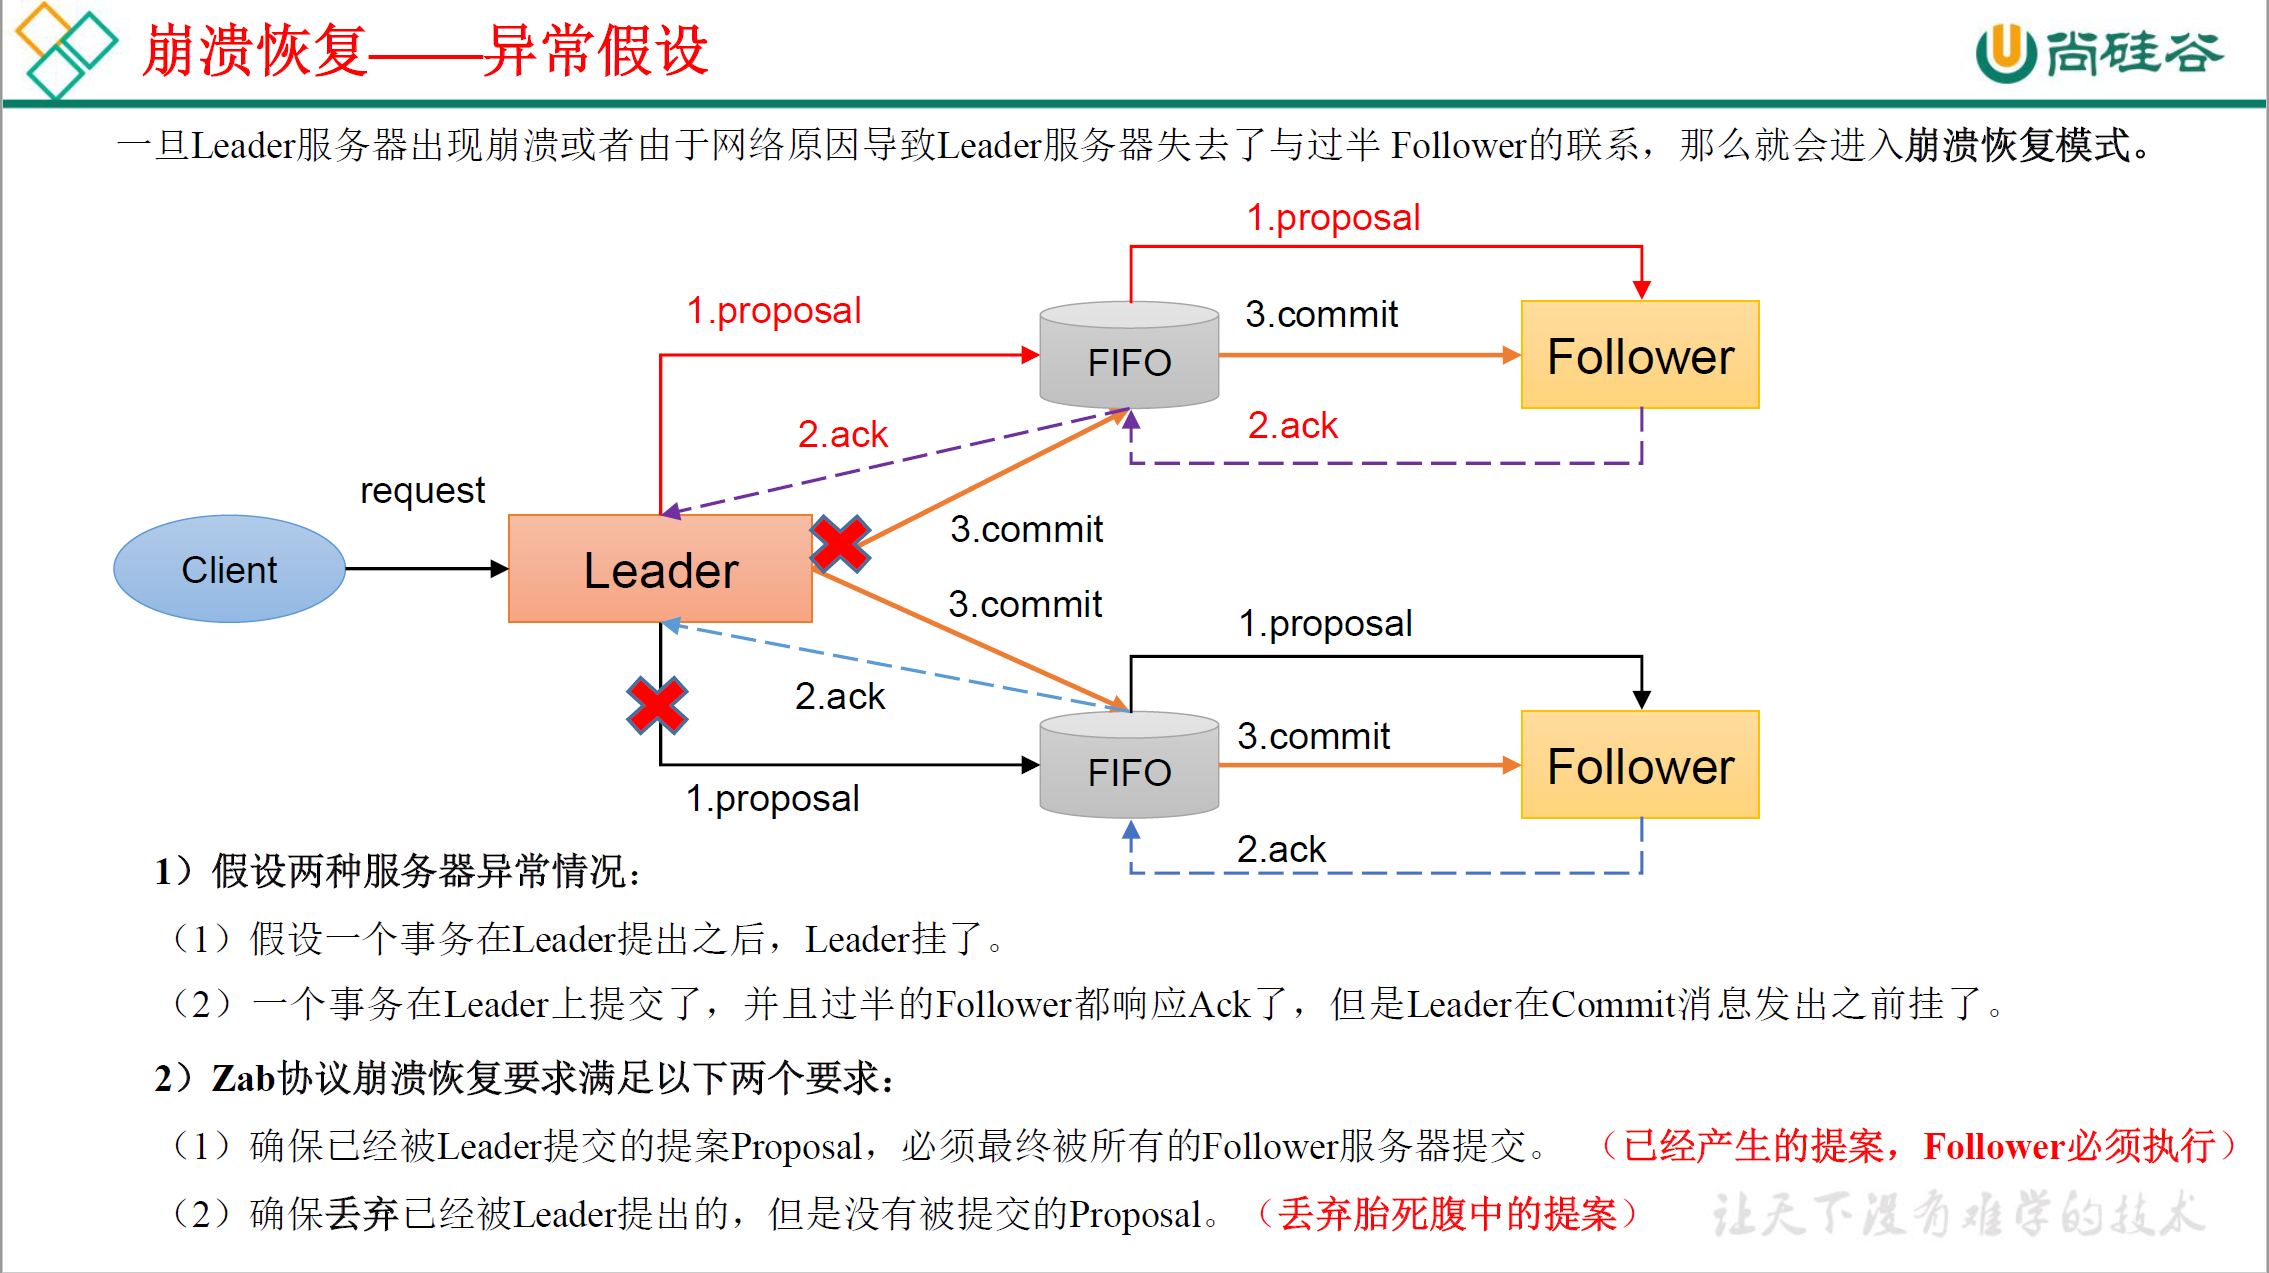 崩溃恢复——异常假设
尚硅谷
一旦Leader服务器出现崩溃或者由于网络原因导致Leader服务器失去了与过半 Follower的联系，那么就会进入崩溃恢复模式。
1.proposal
1.proposal
3.commit
FIFO
Follower
2.ack
2.ack
request
3.commit
Client
Leader
3.commit
1.proposal
2.ack
3.commit
FIFO
Follower
1.proposal
2.ack
1）假设两种服务器异常情况：
（1）假设一个事务在Leader提出之后，Leader挂了。
（2）一个事务在Leader上提交了，并且过半的Follower都响应Ack了，但是Leader在Commit消息发出之前挂了。
2）Zab协议崩溃恢复要求满足以下两个要求：
（1）确保已经被Leader提交的提案Proposal，必须最终被所有的Follower服务器提交。 （已经产生的提案，Follower必须执行）
（2）确保丢弃已经被Leader提出的，但是没有被提交的Proposal。（丢弃胎死腹中的提案）
让天下没有难学的技术